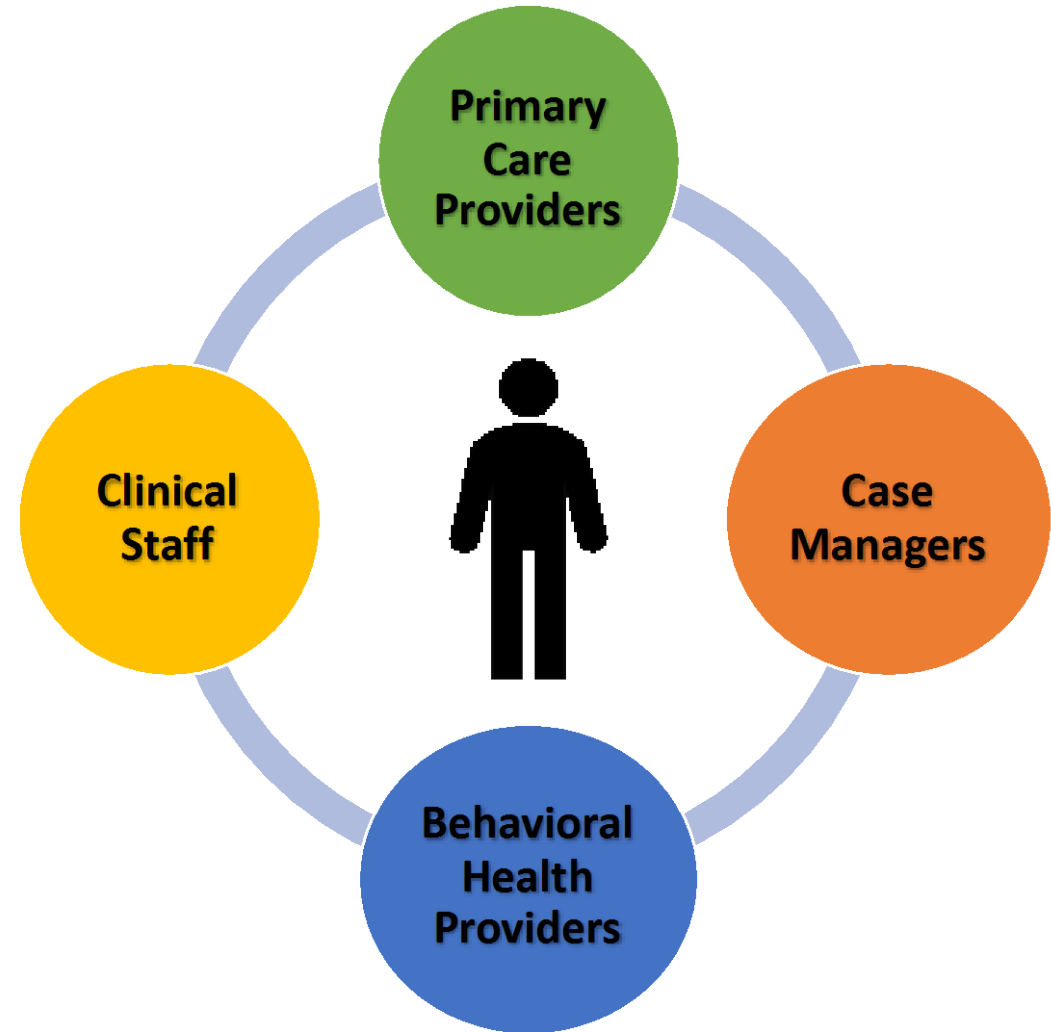 Primary
Care
Providers
Clinical
Staff
Case
Managers
Behavioral
Health
Providers